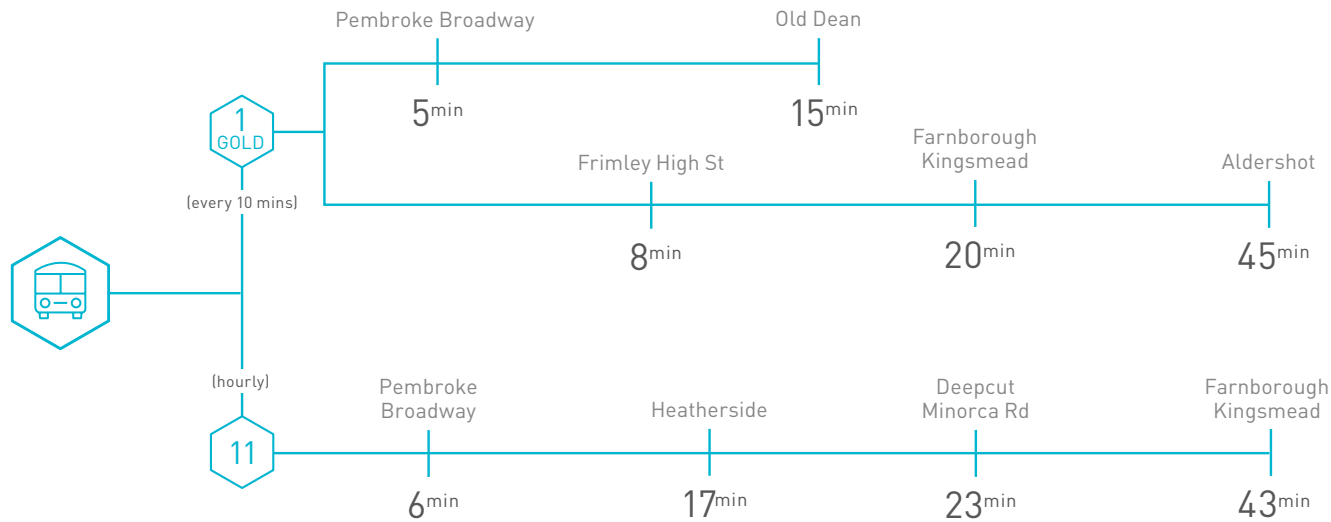 Pembroke Broadway
Old Dean
5min
15min
1
GOLD
(every 10 mins)
Frimley High St
Farnborough
Kingsmead
Aldershot
8min
20min
45min
(hourly)
11
Pembroke
Broadway
Heatherside
Deepcut
Minorca Rd
Farnborough
Kingsmead
6min
17min
23min
43min